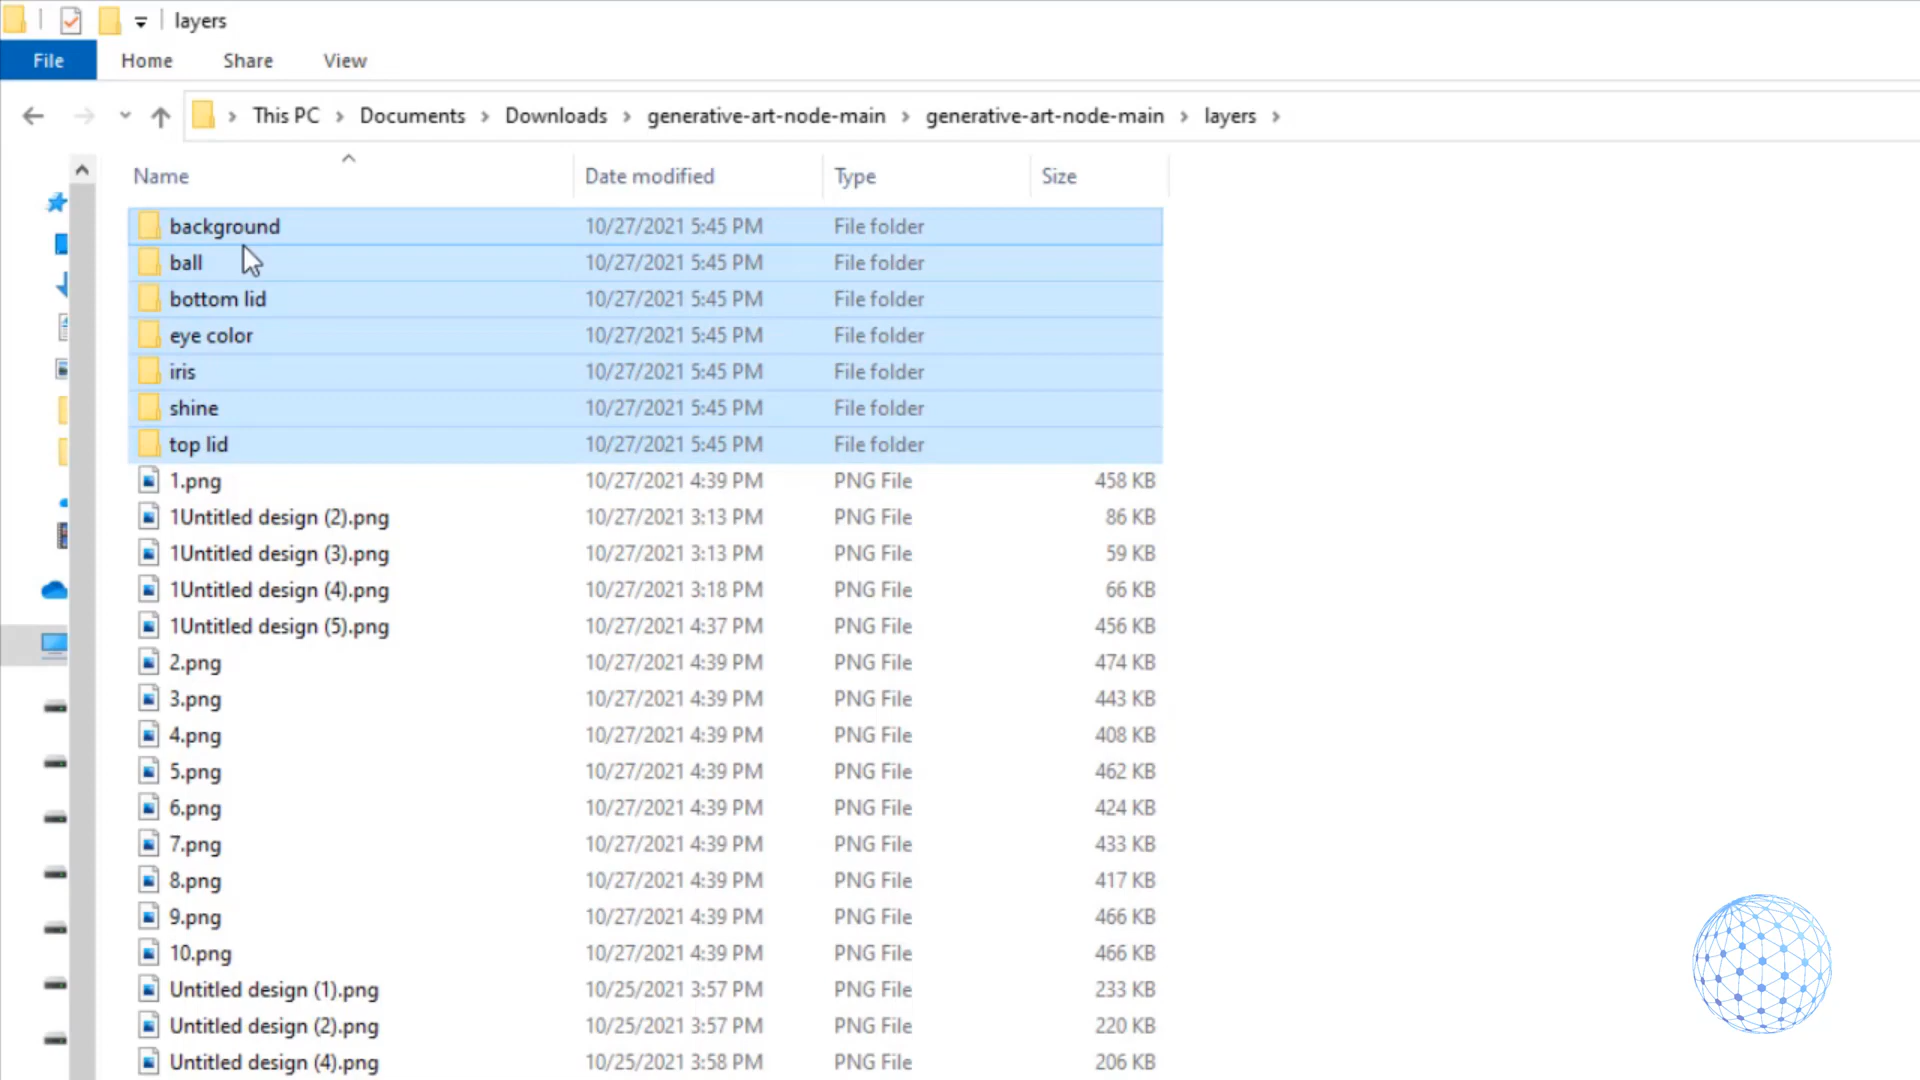 layers
File Home Share View
This PC Documents Downloads generative-art-node-main generative-art-node-main layers
Name Date modified Type Size
background 10/27/2021 5:45 PM File folder
ball 10/27/2021 5:45 PM File folder
bottom lid 10/27/2021 5:45 PM File folder
eye color 10/27/2021 5:45 PM File folder
iris 10/27/2021 5:45 PM File folder
shine 10/27/2021 5:45 PM File folder
top lid 10/27/2021 5:45 PM File folder
1.png 10/27/2021 4:39 PM PNG File 458 KB
1Untitled design (2).png 10/27/2021 3:13 PM PNG File 86 KB
1Untitled design (3).png 10/27/2021 3:13 PM PNG File 59 KB
1Untitled design (4).png 10/27/2021 3:18 PM PNG File 66 KB
1Untitled design (5).png 10/27/2021 4:37 PM PNG File 456 KB
2.png 10/27/2021 4:39 PM PNG File 474 KB
3.png 10/27/2021 4:39 PM PNG File 443 KB
4.png 10/27/2021 4:39 PM PNG File 408 KB
5.png 10/27/2021 4:39 PM PNG File 462 KB
6.png 10/27/2021 4:39 PM PNG File 424 KB
7.png 10/27/2021 4:39 PM PNG File 433 KB
8.png 10/27/2021 4:39 PM PNG File 417 KB
9.png 10/27/2021 4:39 PM PNG File 466 KB
10.png 10/27/2021 4:39 PM PNG File 466 KB
Untitled design (1).png 10/25/2021 3:57 PM PNG File 233 KB
Untitled design (2).png 10/25/2021 3:57 PM PNG File 220 KB
Untitled design (4).png 10/25/2021 3:58 PM PNG File 206 KB